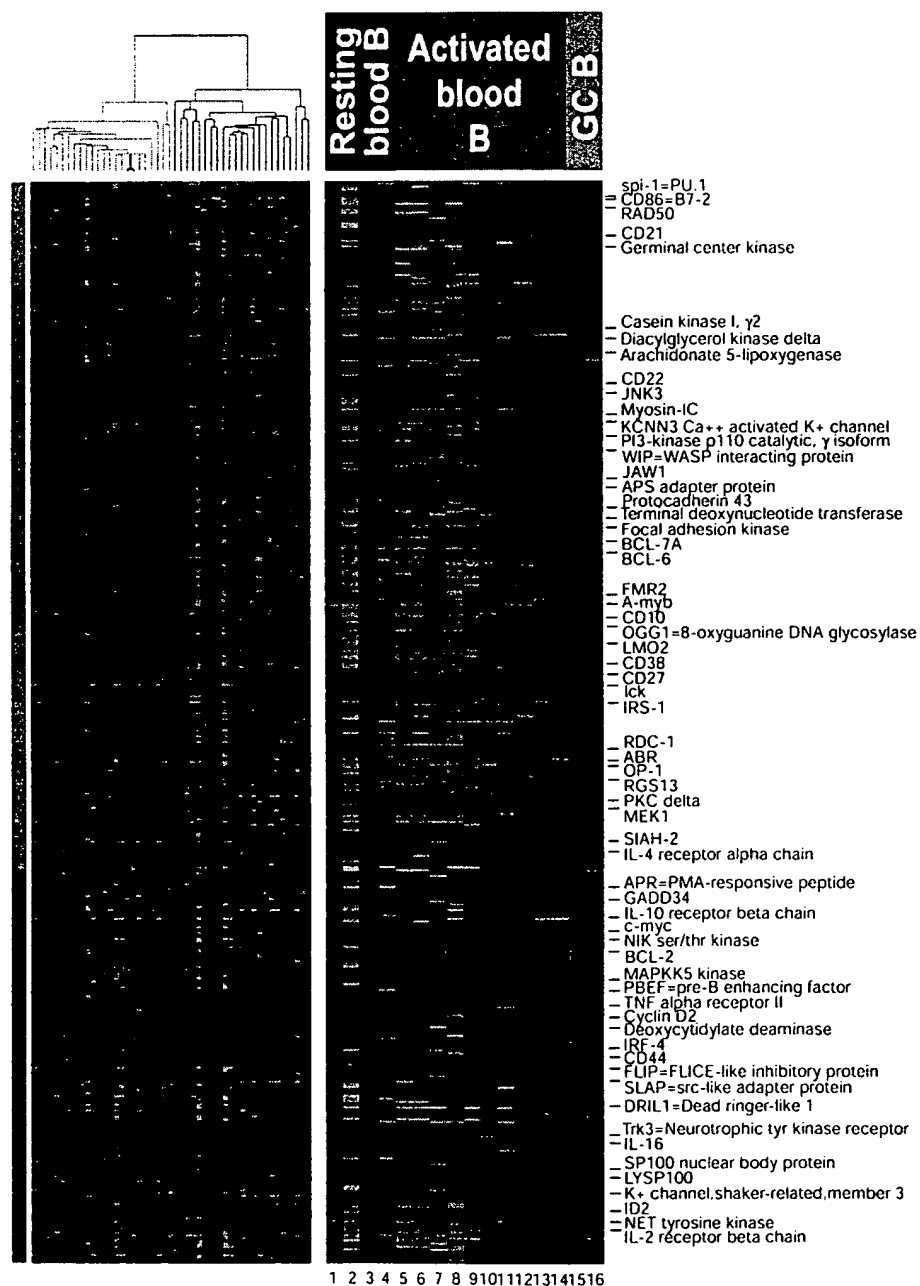 Resting blood B
Activated blood B
GC B
spi-1=PU.1
CD86=B7-2
RAD50
CD21
Germinal center kinase
Casein kinase I, γ2
Diacylglycerol kinase delta
Arachidonate 5-lipoxygenase
CD22
JNK3
Myosin-IC
KCNN3 Ca++ activated K+ channel
PI3-kinase p110 catalytic, γ isoform
WIP=WASP interacting protein
JAW1
APS adapter protein
Protocadherin 43
Terminal deoxynucleotide transferase
Focal adhesion kinase
BCL-7A
BCL-6
FMR2
A-myb
CD10
OGG1=8-oxyguanine DNA glycosylase
LMO2
CD38
CD27
lck
IRS-1
RDC-1
ABR
OP-1
RGS13
PKC delta
MEK1
SIAH-2
IL-4 receptor alpha chain
APR=PMA-responsive peptide
GADD34
IL-10 receptor beta chain
c-myc
NIK ser/thr kinase
BCL-2
MAPKK5 kinase
PBEF=pre-B enhancing factor
TNF alpha receptor II
Cyclin D2
Deoxycytidylate deaminase
IRF-4
CD44
FLIP=FLICE-like inhibitory protein
SLAP=src-like adapter protein
DRIL1=Dead ringer-like 1
Trk3=Neurotrophic tyr kinase receptor
IL-16
SP100 nuclear body protein
LYSP100
K+ channel,shaker-related,member 3
ID2
NET tyrosine kinase
IL-2 receptor beta chain
1 2 3 4 5 6 7 8 9 10 11 12 13 14 15 16